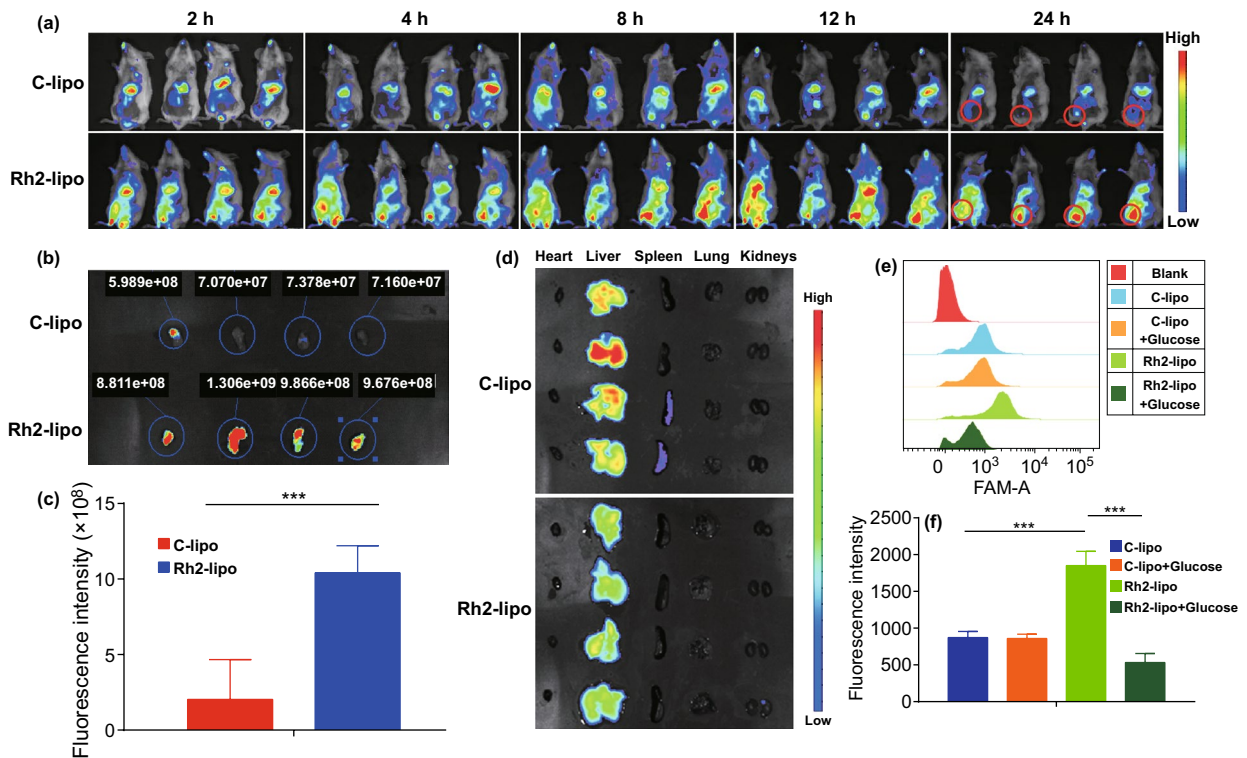 (a)
2 h 4 h 8 h 12 h 24 h
C-lipo
Rh2-lipo
High
Low
(b)
5.989e+08 7.070e+07 7.378e+07 7.160e+07
C-lipo
8.811e+08 1.306e+09 9.866e+08 9.676e+08
Rh2-lipo
(c)
Fluorescence intensity (×10⁸)
15
10
5
0
***
C-lipo
Rh2-lipo
(d)
Heart Liver Spleen Lung Kidneys
C-lipo
Rh2-lipo
High
Low
(e)
Blank
C-lipo
C-lipo
+Glucose
Rh2-lipo
Rh2-lipo
+Glucose
0 10³ 10⁴ 10⁵
FAM-A
(f)
Fluorescence intensity
2500
2000
1500
1000
500
0
*** ***
C-lipo
C-lipo+Glucose
Rh2-lipo
Rh2-lipo+Glucose